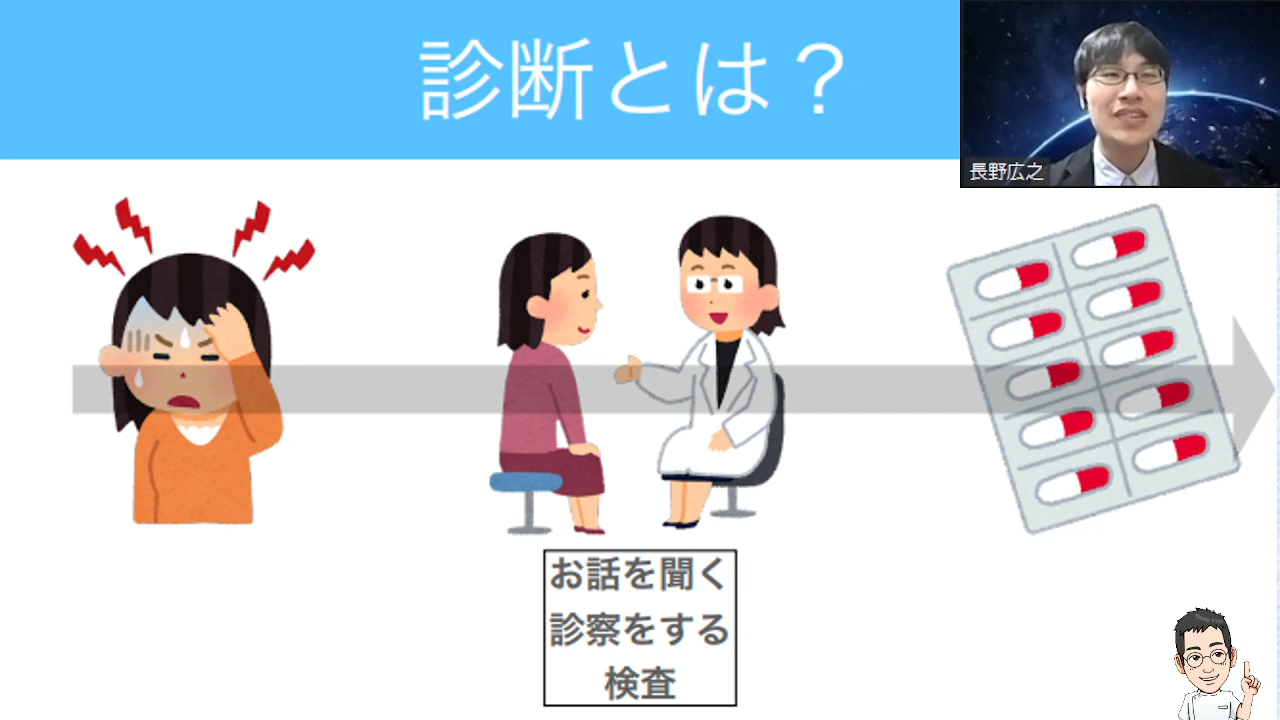 診断とは？
長野広之
お話を聞く
診察をする
検査